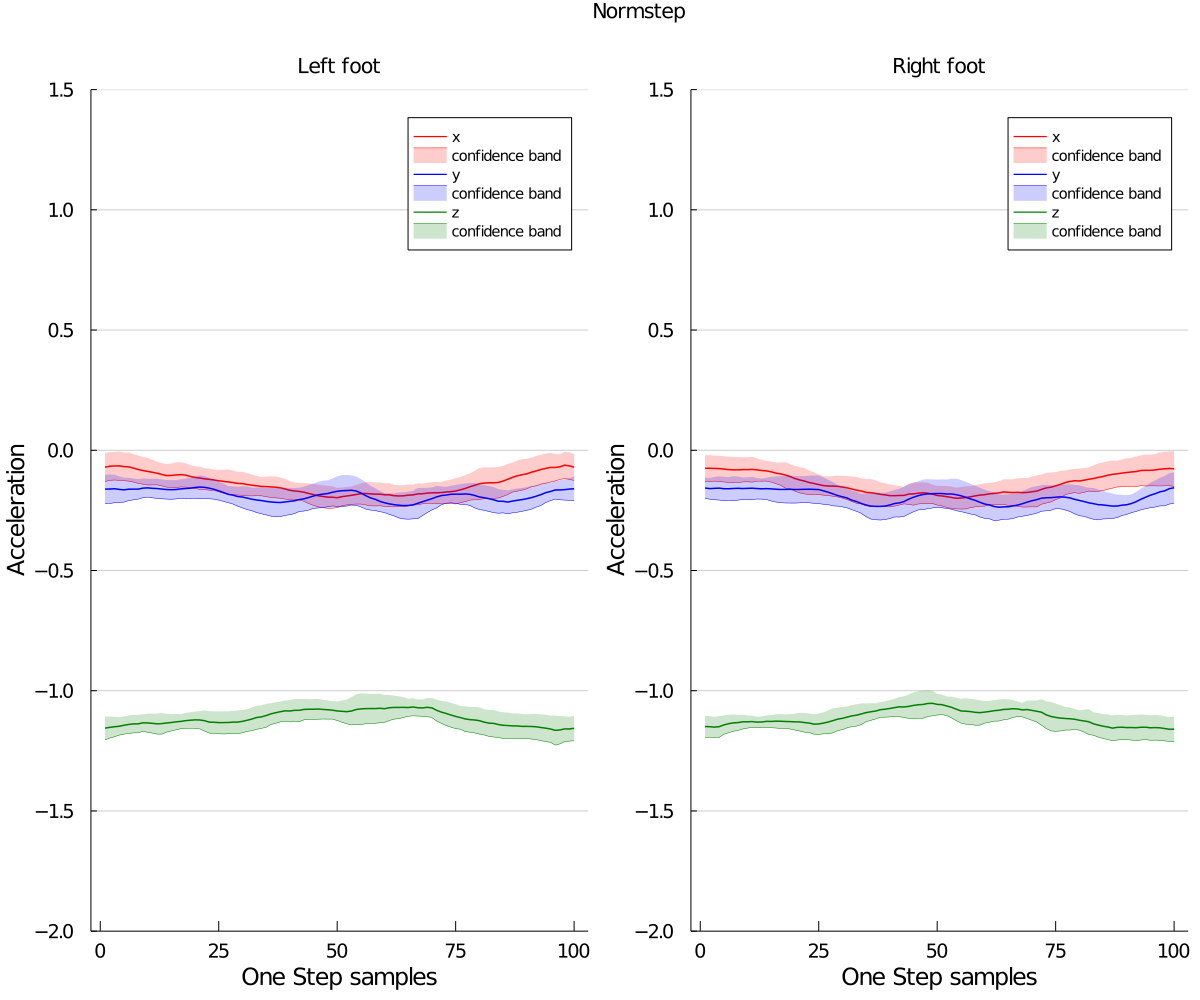 Normstep
Left foot
1.5
1.0
0.5
0.0
−0.5
−1.0
−1.5
−2.0
Acceleration
x
confidence band
y
confidence band
z
confidence band
0 25 50 75 100
One Step samples
Right foot
1.5
1.0
0.5
0.0
−0.5
−1.0
−1.5
−2.0
Acceleration
x
confidence band
y
confidence band
z
confidence band
0 25 50 75 100
One Step samples